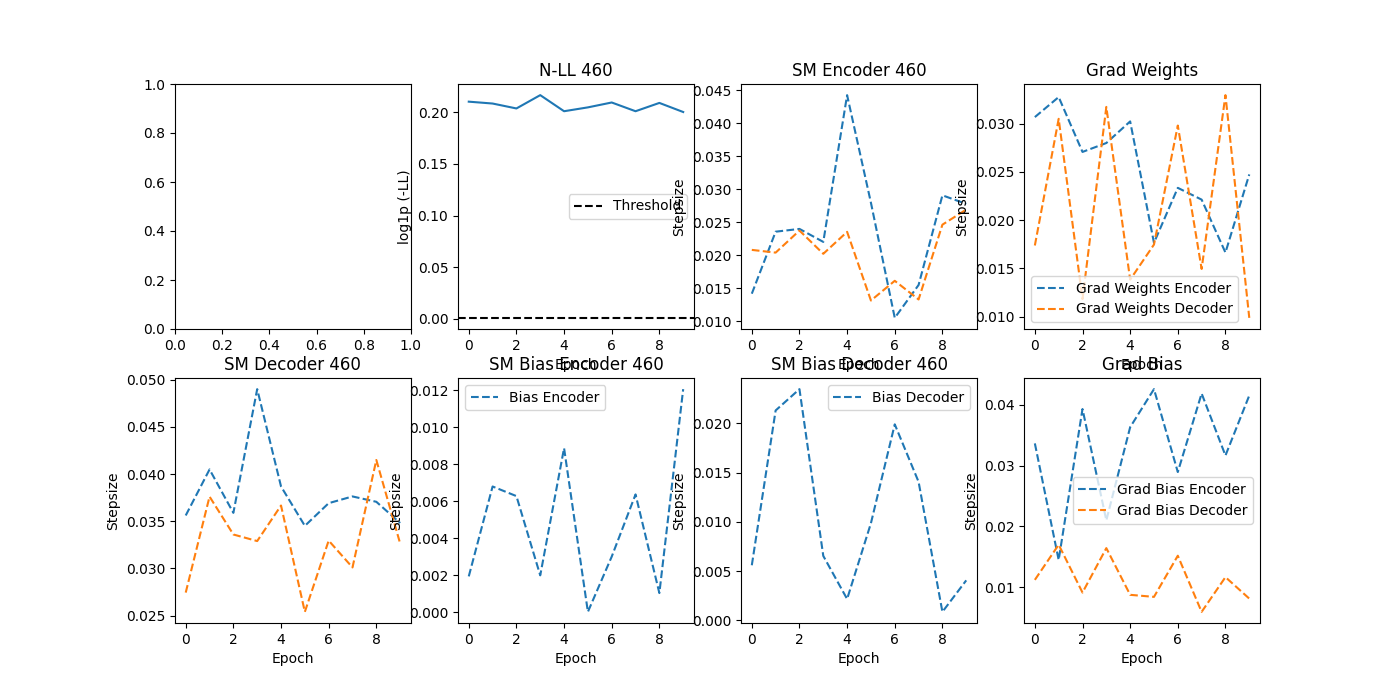 N-LL 460
SM Encoder 460
Grad Weights
1.0
0.8
0.6
0.4
0.2
0.0
0.0 0.2 0.4 0.6 0.8 1.0
log1p (-LL)
0.20
0.15
0.10
0.05
0.00
Threshold
0 2 4 6 8
Epoch
Stepsize
0.045
0.040
0.035
0.030
0.025
0.020
0.015
0.010
0 2 4 6 8
Epoch
Stepsize
0.030
0.025
0.020
0.015
0.010
Grad Weights Encoder
Grad Weights Decoder
0 2 4 6 8
Epoch
SM Decoder 460
SM Bias Encoder 460
SM Bias Decoder 460
Grad Bias
Stepsize
0.050
0.045
0.040
0.035
0.030
0.025
0 2 4 6 8
Epoch
Stepsize
0.012
0.010
0.008
0.006
0.004
0.002
0.000
Bias Encoder
0 2 4 6 8
Epoch
Stepsize
0.020
0.015
0.010
0.005
0.000
Bias Decoder
0 2 4 6 8
Epoch
Stepsize
0.04
0.03
0.02
0.01
Grad Bias Encoder
Grad Bias Decoder
0 2 4 6 8
Epoch